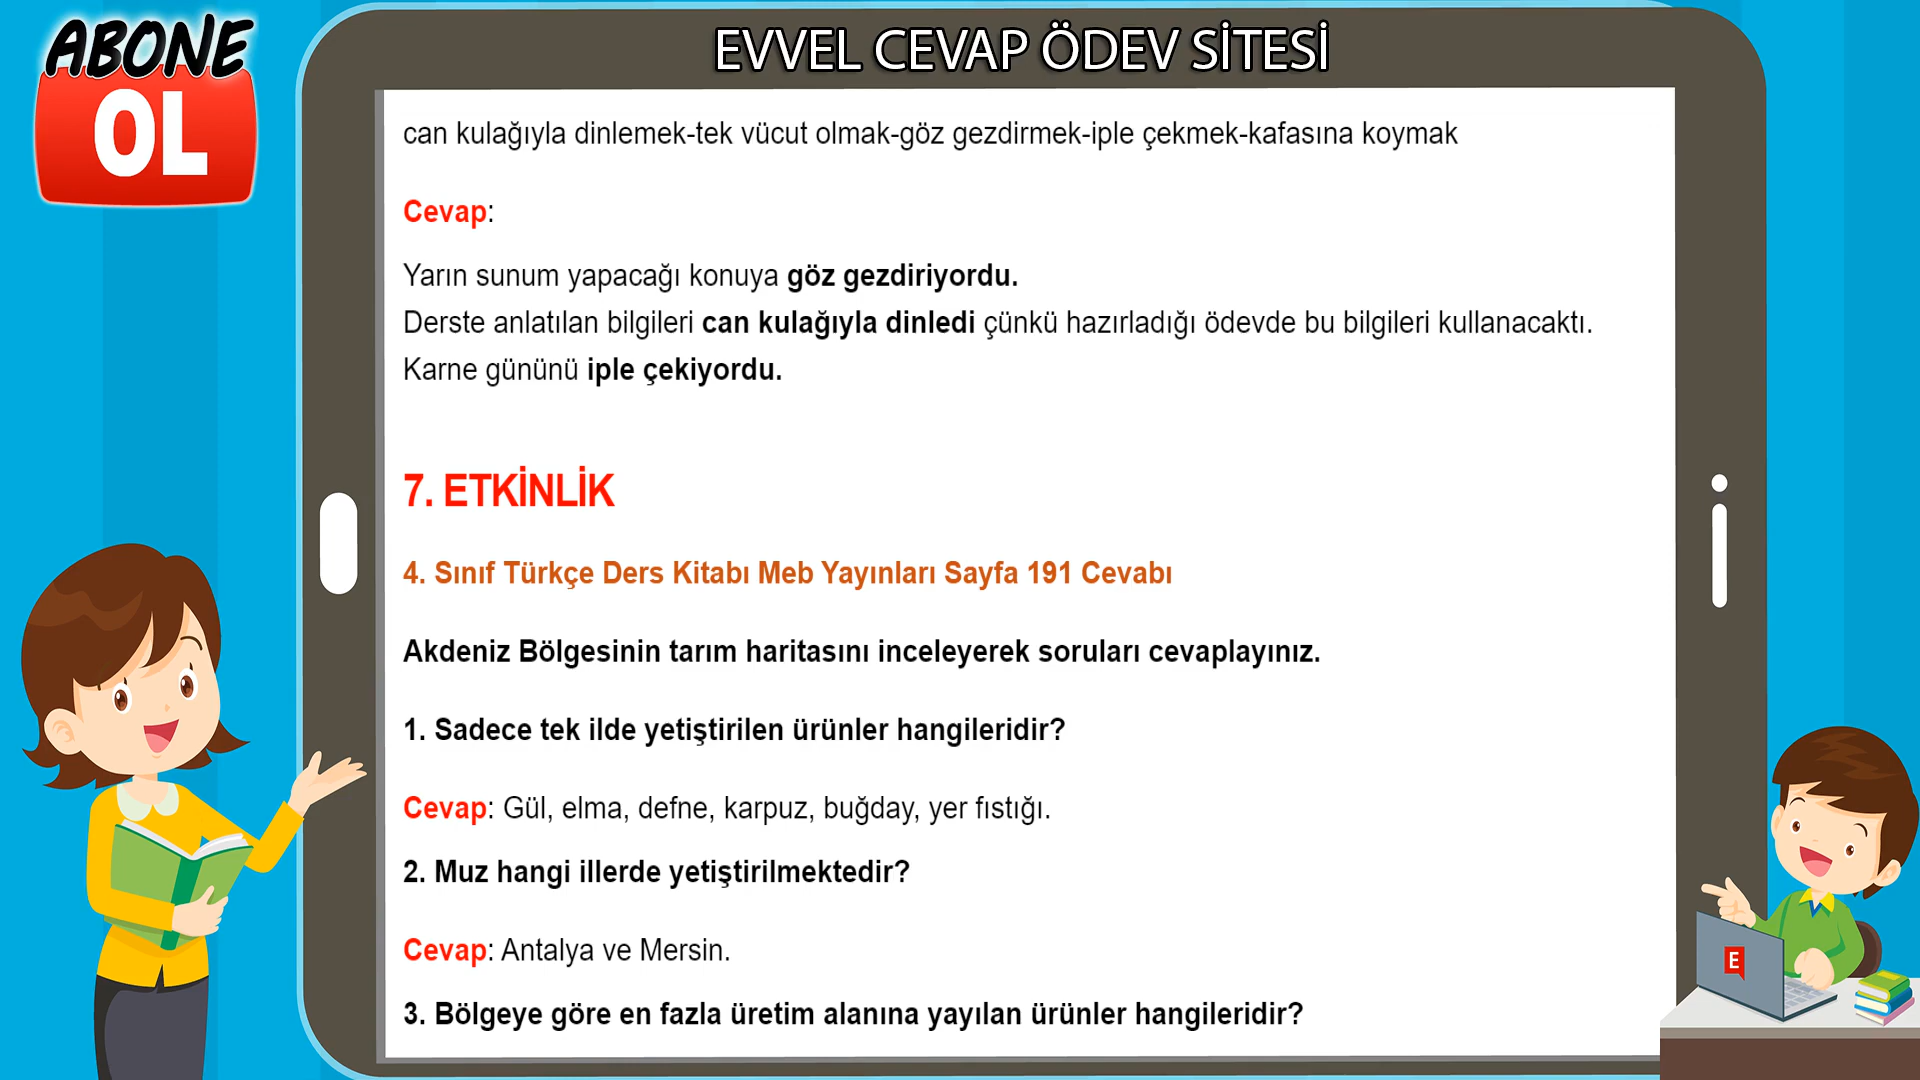 ABONE
OL
EVVEL CEVAP ÖDEV SİTESİ
can kulağıyla dinlemek-tek vücut olmak-göz gezdirmek-iple çekmek-kafasına koymak
Cevap:
Yarın sunum yapacağı konuya göz gezdiriyordu.
Derste anlatılan bilgileri can kulağıyla dinledi çünkü hazırladığı ödevde bu bilgileri kullanacaktı.
Karne gününü iple çekiyordu.
7. ETKİNLİK
4. Sınıf Türkçe Ders Kitabı Meb Yayınları Sayfa 191 Cevabı
Akdeniz Bölgesinin tarım haritasını inceleyerek soruları cevaplayınız.
1. Sadece tek ilde yetiştirilen ürünler hangileridir?
Cevap: Gül, elma, defne, karpuz, buğday, yer fıstığı.
2. Muz hangi illerde yetiştirilmektedir?
Cevap: Antalya ve Mersin.
3. Bölgeye göre en fazla üretim alanına yayılan ürünler hangileridir?
E